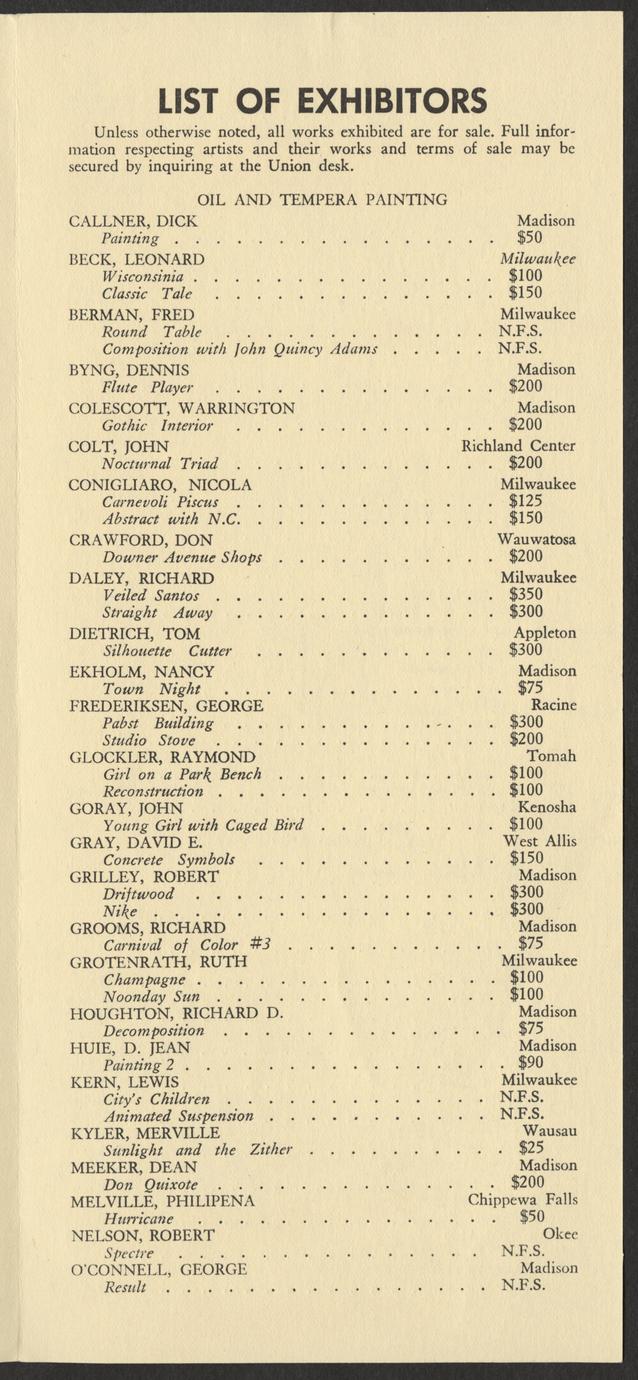 LIST OF EXHIBITORS
Unless otherwise noted, all works exhibited are for sale. Full infor-
mation respecting artists and their works and terms of sale may be
secured by inquiring at the Union desk.
OIL AND TEMPERA PAINTING
CALLNER, DICK Madison
Painting . . . . . . . . . . . . . . . . $50
BECK, LEONARD Milwaukee
Wisconsinia . . . . . . . . . . . . . . . $100
Classic Tale . . . . . . . . . . . . . . $150
BERMAN, FRED Milwaukee
Round Table . . . . . . . . . . . . . N.F.S.
Composition with John Quincy Adams . . . . . N.F.S.
BYNG, DENNIS Madison
Flute Player . . . . . . . . . . . . . . $200
COLESCOTT, WARRINGTON Madison
Gothic Interior . . . . . . . . . . . . . $200
COLT, JOHN Richland Center
Nocturnal Triad . . . . . . . . . . . . . $200
CONIGLIARO, NICOLA Milwaukee
Carnevoli Piscus . . . . . . . . . . . . . $125
Abstract with N.C. . . . . . . . . . . . . $150
CRAWFORD, DON Wauwatosa
Downer Avenue Shops . . . . . . . . . . . $200
DALEY, RICHARD Milwaukee
Veiled Santos . . . . . . . . . . . . . . $350
Straight Away . . . . . . . . . . . . . $300
DIETRICH, TOM Appleton
Silhouette Cutter . . . . . . . . . . . . $300
EKHOLM, NANCY Madison
Town Night . . . . . . . . . . . . . . $75
FREDERIKSEN, GEORGE Racine
Pabst Building . . . . . . . . . . . . . $300
Studio Stove . . . . . . . . . . . . . . $200
GLOCKLER, RAYMOND Tomah
Girl on a Park Bench . . . . . . . . . . . $100
Reconstruction . . . . . . . . . . . . . . $100
GORAY, JOHN Kenosha
Young Girl with Caged Bird . . . . . . . . . $100
GRAY, DAVID E. West Allis
Concrete Symbols . . . . . . . . . . . . $150
GRILLEY, ROBERT Madison
Driftwood . . . . . . . . . . . . . . . $300
Nike . . . . . . . . . . . . . . . . . $300
GROOMS, RICHARD Madison
Carnival of Color #3 . . . . . . . . . . . $75
GROTENRATH, RUTH Milwaukee
Champagne . . . . . . . . . . . . . . . $100
Noonday Sun . . . . . . . . . . . . . . $100
HOUGHTON, RICHARD D. Madison
Decomposition . . . . . . . . . . . . . . $75
HUIE, D. JEAN Madison
Painting 2 . . . . . . . . . . . . . . . . $90
KERN, LEWIS Milwaukee
City's Children . . . . . . . . . . . . . N.F.S.
Animated Suspension . . . . . . . . . . . N.F.S.
KYLER, MERVILLE Wausau
Sunlight and the Zither . . . . . . . . . . $25
MEEKER, DEAN Madison
Don Quixote . . . . . . . . . . . . . . $200
MELVILLE, PHILIPENA Chippewa Falls
Hurricane . . . . . . . . . . . . . . . $50
NELSON, ROBERT Okee
Spectre . . . . . . . . . . . . . . . N.F.S.
O'CONNELL, GEORGE Madison
Result . . . . . . . . . . . . . . . . N.F.S.